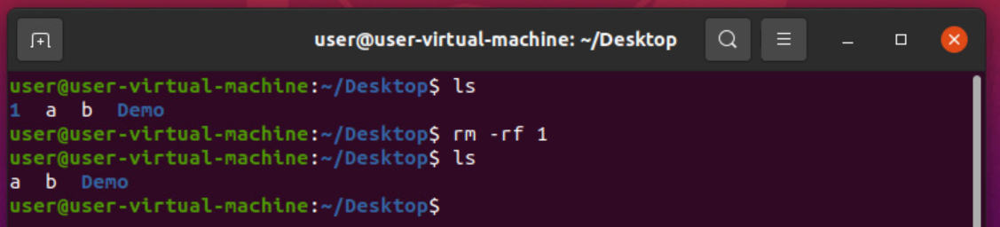 user@user-virtual-machine: ~/Desktop
user@user-virtual-machine:~/Desktop$ ls
1  a  b  Demo
user@user-virtual-machine:~/Desktop$ rm -rf 1
user@user-virtual-machine:~/Desktop$ ls
a  b  Demo
user@user-virtual-machine:~/Desktop$